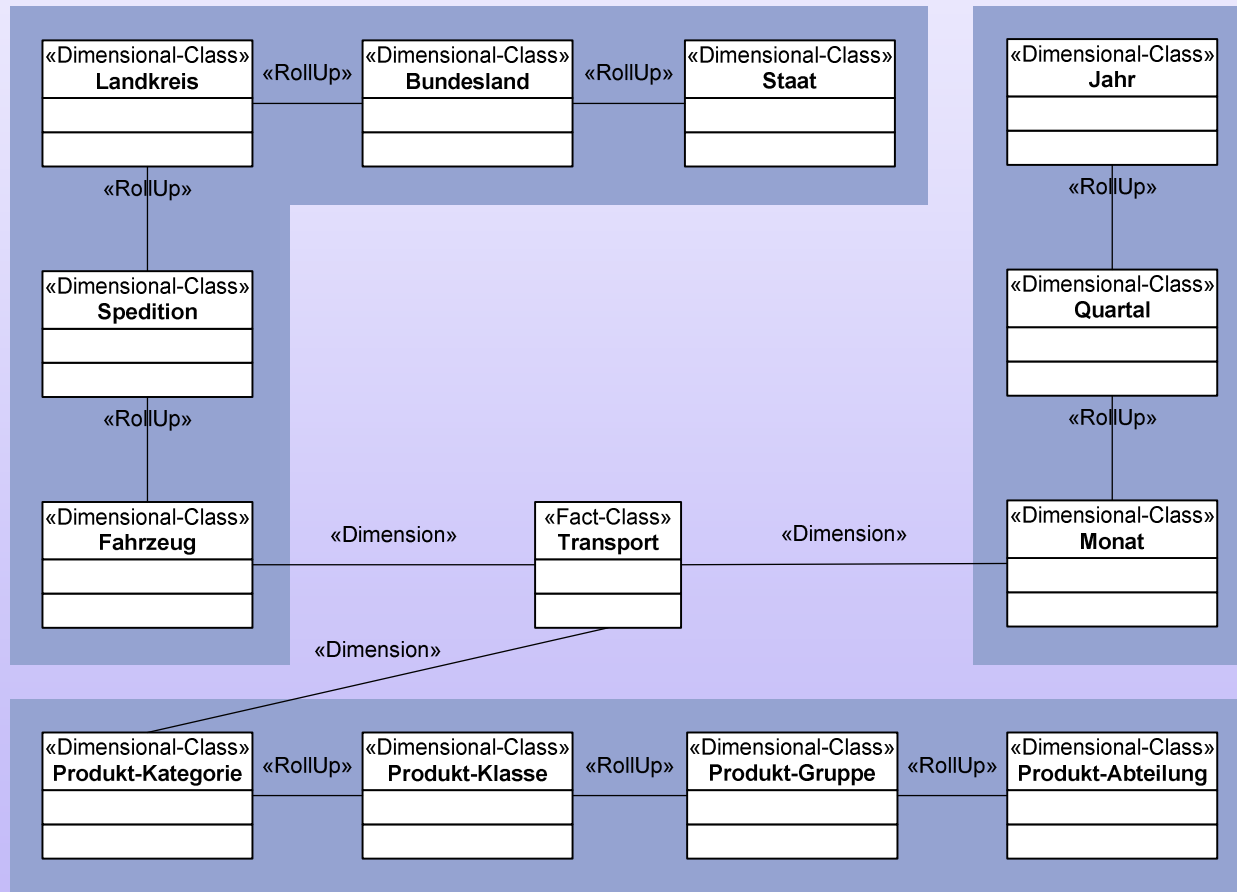 «Dimensional-Class»
Landkreis
«RollUp»
«Dimensional-Class»
Bundesland
«RollUp»
«Dimensional-Class»
Staat
«Dimensional-Class»
Jahr
«RollUp»
«RollUp»
«Dimensional-Class»
Spedition
«Dimensional-Class»
Quartal
«RollUp»
«RollUp»
«Dimensional-Class»
Fahrzeug
«Dimension»
«Fact-Class»
Transport
«Dimension»
«Dimensional-Class»
Monat
«Dimension»
«Dimensional-Class»
Produkt-Kategorie
«RollUp»
«Dimensional-Class»
Produkt-Klasse
«RollUp»
«Dimensional-Class»
Produkt-Gruppe
«RollUp»
«Dimensional-Class»
Produkt-Abteilung